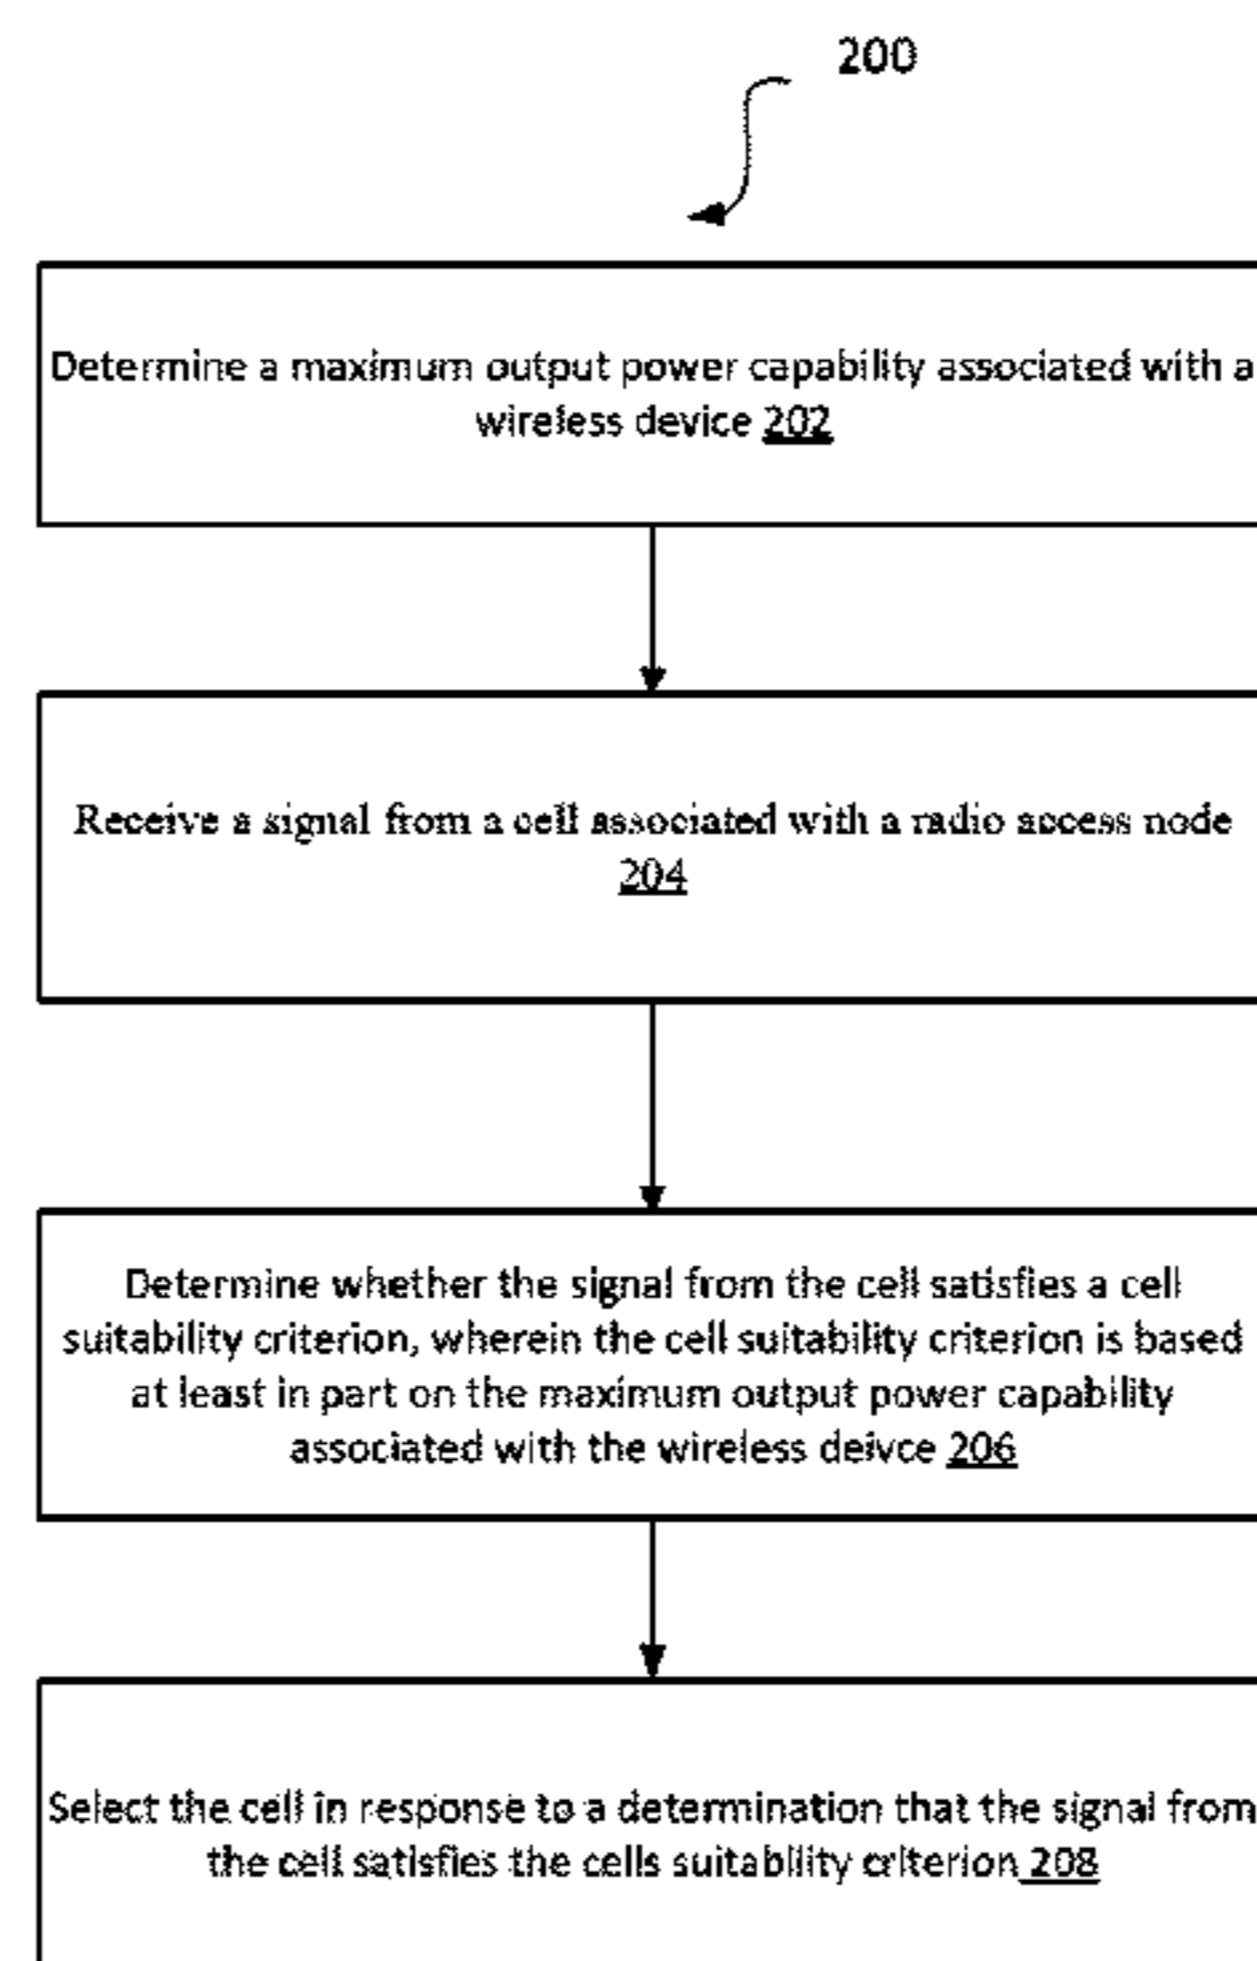 200
Determine a maximum output power capability associated with a
wireless device 202
Receive a signal from a cell associated with a radio access node
204
Determine whether the signal from the cell satisfies a cell
suitability criterion, wherein the cell suitability criterion is based
at least in part on the maximum output power capability
associated with the wireless deivce 206
Select the cell in response to a determination that the signal from
the cell satisfies the cells suitability criterion 208